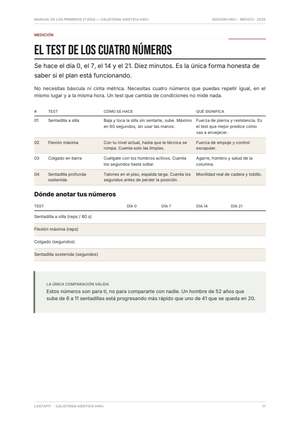 MANUAL DE LOS PRIMEROS 21 DÍAS — CALISTENIA KINTSUGI KAKU
EDICIÓN KAKU · MÉXICO · 2026
MEDICIÓN
EL TEST DE LOS CUATRO NÚMEROS
Se hace el día 0, el 7, el 14 y el 21. Diez minutos. Es la única forma honesta de
saber si el plan está funcionando.
No necesitas báscula ni cinta métrica. Necesitas cuatro números que puedas repetir igual, en el
mismo lugar y a la misma hora. Un test que cambia de condiciones no mide nada.
# TEST CÓMO SE HACE QUÉ SIGNIFICA
01 Sentadilla a silla Baja y toca la silla sin sentarte, sube. Máximo Fuerza de pierna y resistencia. Es
en 60 segundos, sin usar las manos. el test que mejor predice cómo
vas a envejecer.
02 Flexión máxima Con tu nivel actual, hasta que la técnica se Fuerza de empuje y control
rompa. Cuenta solo las limpias. escapular.
03 Colgado en barra Cuélgate con los hombros activos. Cuenta Agarre, hombro y salud de la
los segundos hasta soltar. columna.
04 Sentadilla profunda Talones en el piso, espalda larga. Cuenta los Movilidad real de cadera y tobillo.
sostenida segundos antes de perder la posición.
Dónde anotar tus números
TEST DÍA 0 DÍA 7 DÍA 14 DÍA 21
Sentadilla a silla (reps / 60 s)
Flexión máxima (reps)
Colgado (segundos)
Sentadilla sostenida (segundos)
LA ÚNICA COMPARACIÓN VÁLIDA
Estos números son para ti, no para compararte con nadie. Un hombre de 52 años que
sube de 6 a 11 sentadillas está progresando más rápido que uno de 41 que se queda en 20.